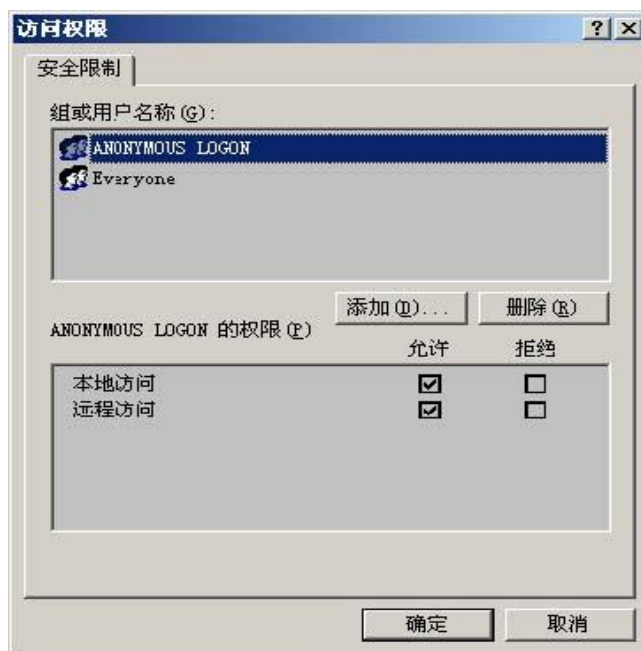 访问权限
安全限制
组或用户名称(G):
ANONYMOUS LOGON
Everyone
添加(D)... 删除(R)
ANONYMOUS LOGON 的权限(P)
允许 拒绝
本地访问
远程访问
确定 取消